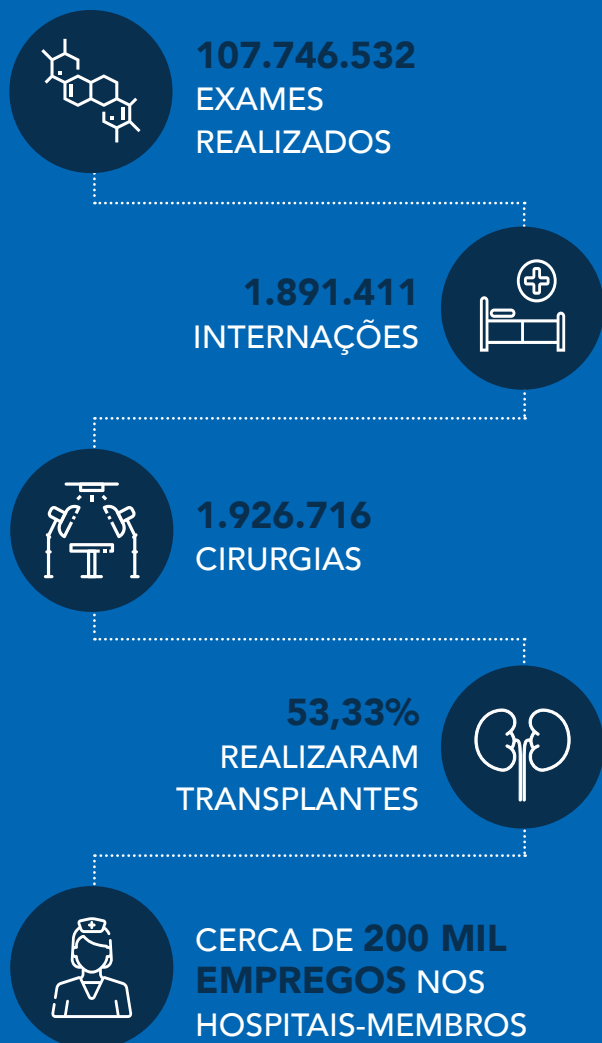 107.746.532
EXAMES
REALIZADOS
1.891.411
INTERNAÇÕES
1.926.716
CIRURGIAS
53,33%
REALIZARAM
TRANSPLANTES
CERCA DE 200 MIL
EMPREGOS NOS
HOSPITAIS-MEMBROS